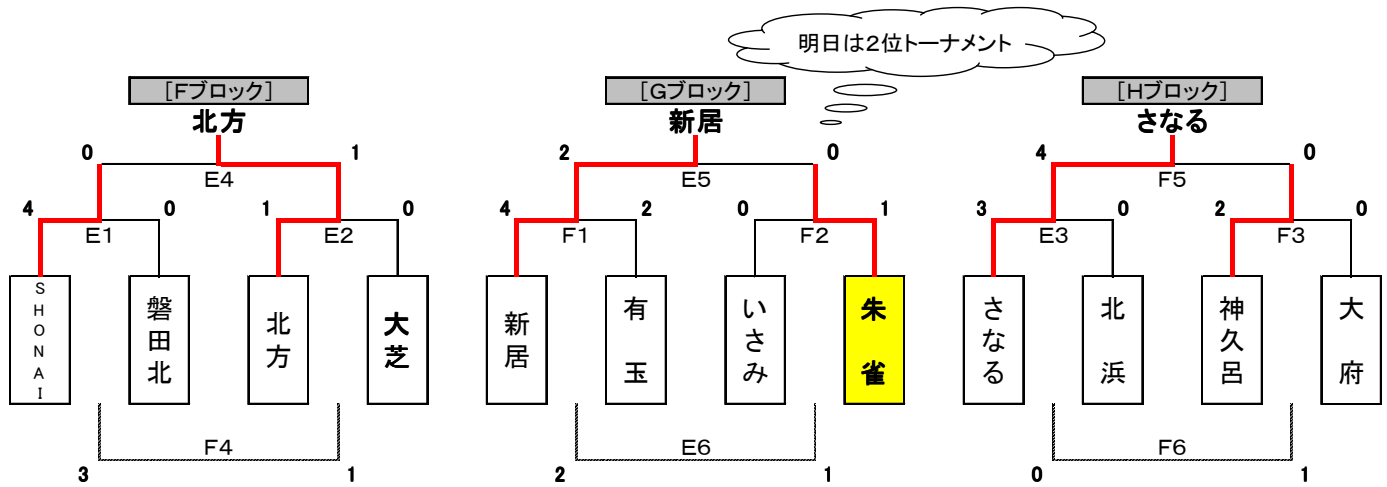 明日は２位トーナメント
［Fブロック］ ［Gブロック］ ［Hブロック］
北方 新居 さなる
0 1 2 0 4 0
E4 E5 F5
4 0 1 0 4 2 0 1 3 0 2 0
E1 E2 F1 F2 E3 F3
SHONAI 磐田北 北方 大芝 新居 有玉 いさみ 朱雀 さなる 北浜 神久呂 大府
F4 E6 F6
3 1 2 1 0 1